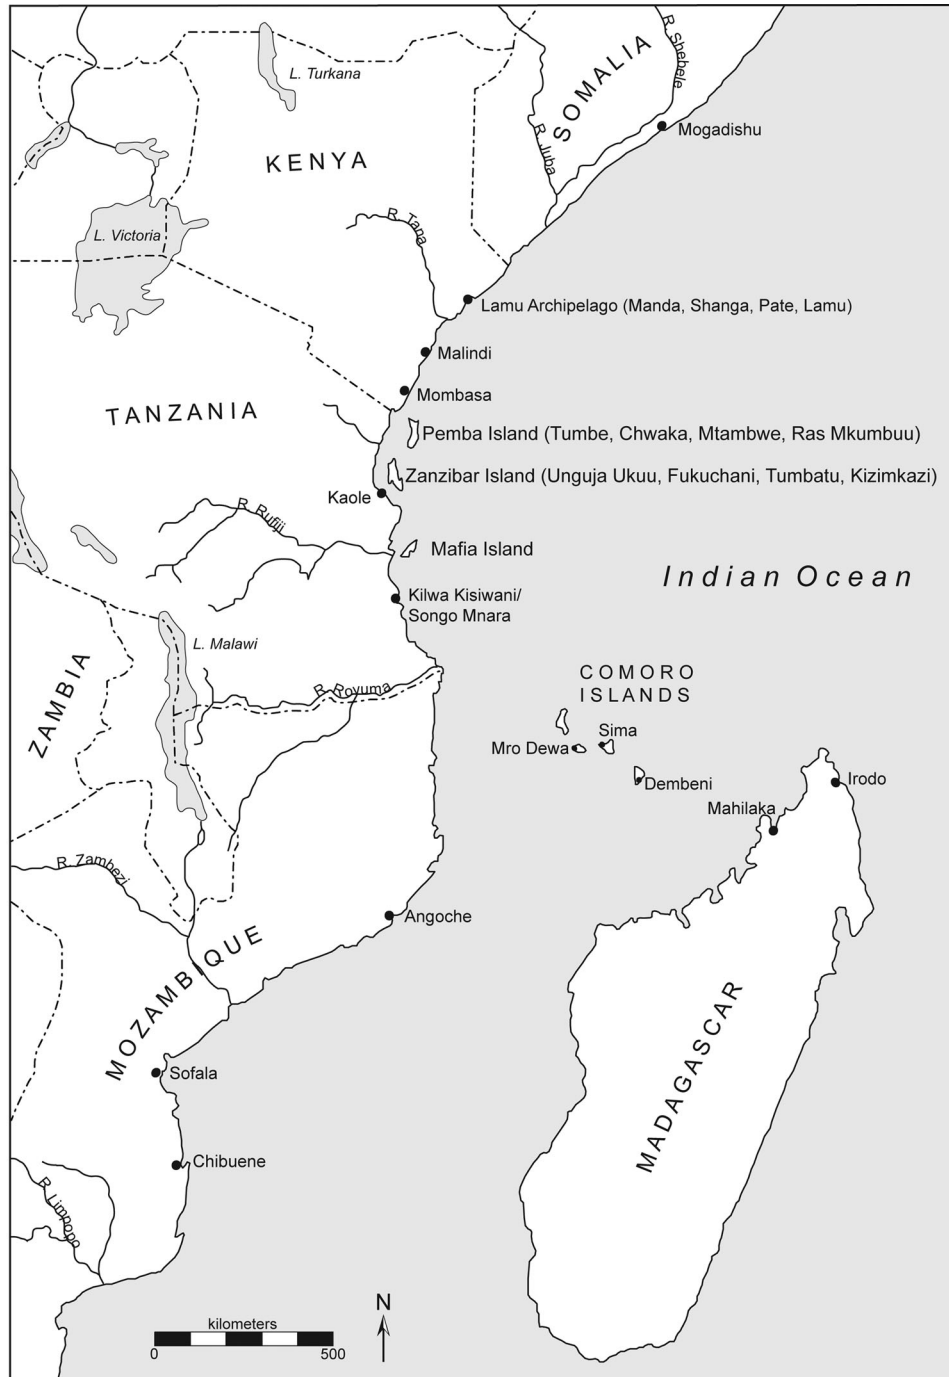 R. Shebele
L. Turkana
SOMALIA
Mogadishu
KENYA
R. Juba
R. Tana
L. Victoria
Lamu Archipelago (Manda, Shanga, Pate, Lamu)
Malindi
Mombasa
TANZANIA
Pemba Island (Tumbe, Chwaka, Mtambwe, Ras Mkumbuu)
Zanzibar Island (Unguja Ukuu, Fukuchani, Tumbatu, Kizimkazi)
Kaole
R. Rufiji
Mafia Island
Indian Ocean
Kilwa Kisiwani/
Songo Mnara
L. Malawi
ZAMBIA
COMORO
ISLANDS
R. Rovuma
Sima
Mro Dewa
Dembeni
Irodo
Mahilaka
R. Zambezi
Angoche
MOZAMBIQUE
MADAGASCAR
Sofala
Chibuene
R. Limpopo
N
kilometers
0 500